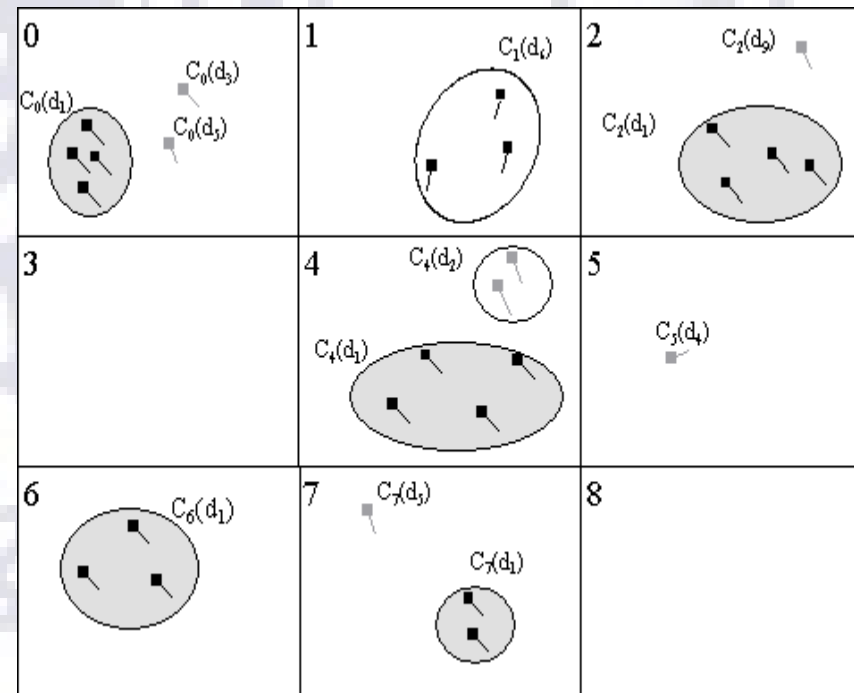 0
C₀(d₃)
C₀(d₁)
C₀(d₅)
1
C₁(d₆)
2
C₂(d₉)
C₂(d₁)
3
4
C₄(d₂)
C₄(d₁)
5
C₅(d₄)
6
C₆(d₁)
7
C₇(d₅)
C₇(d₁)
8